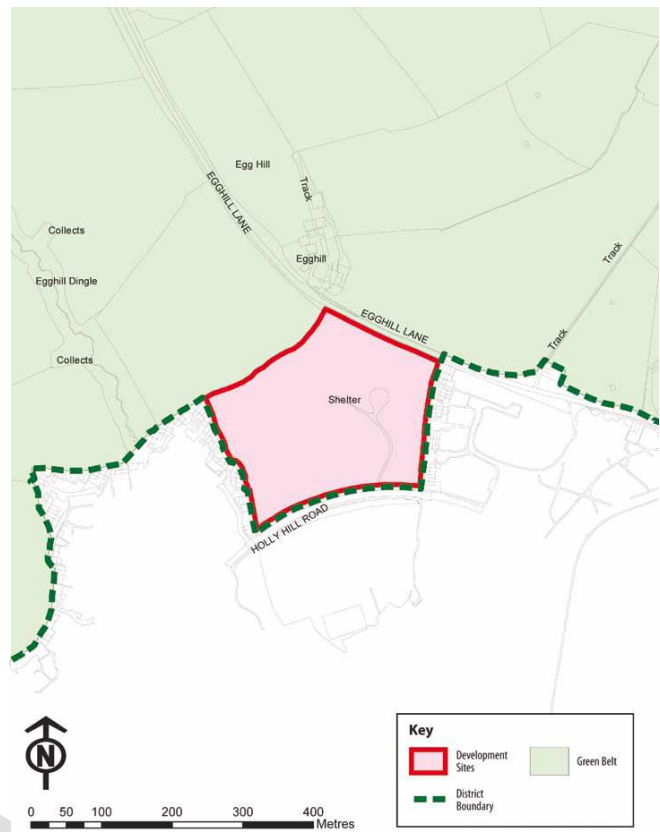 Egg Hill
Track
EGGHILL LANE
Collects
Egghill
Egghill Dingle
Track
EGGHILL LANE
Track
Collects
Shelter
HOLLY HILL ROAD
N
Key
Development
Sites
Green Belt
District
Boundary
0 50 100 200 300 400
Metres